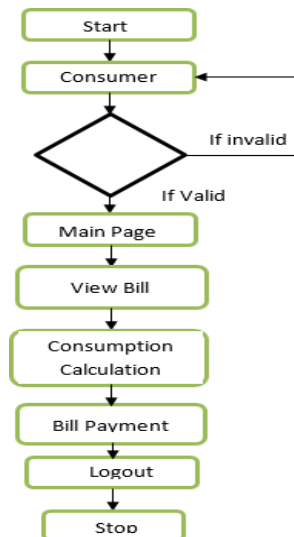 Start
Consumer
If invalid
If Valid
Main Page
View Bill
Consumption
Calculation
Bill Payment
Logout
Stop